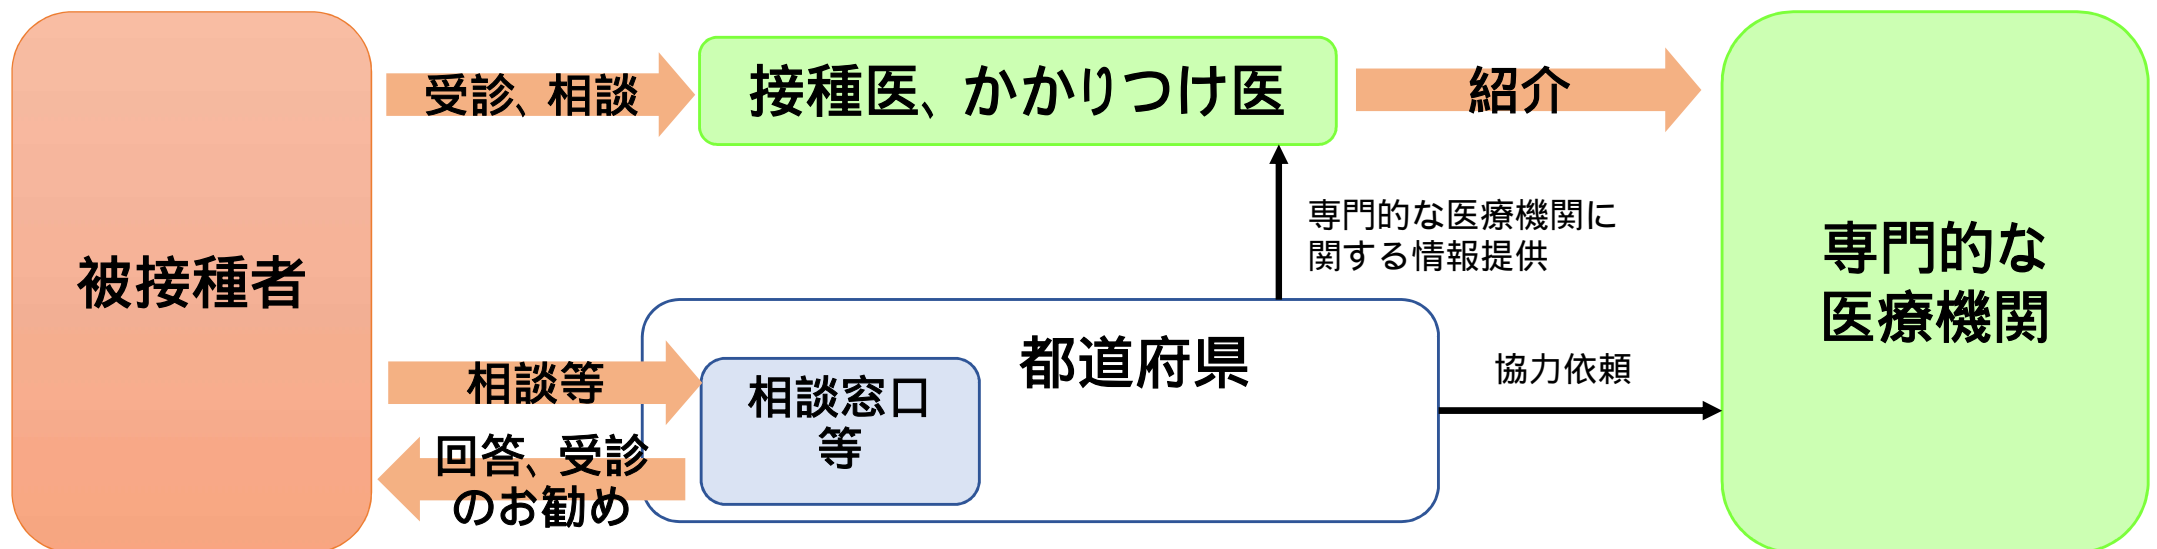 被接種者
受診、相談
接種医、かかりつけ医
紹介
専門的な医療機関に
関する情報提供
専門的な
医療機関
都道府県
相談等
相談窓口
等
回答、受診
のお勧め
協力依頼